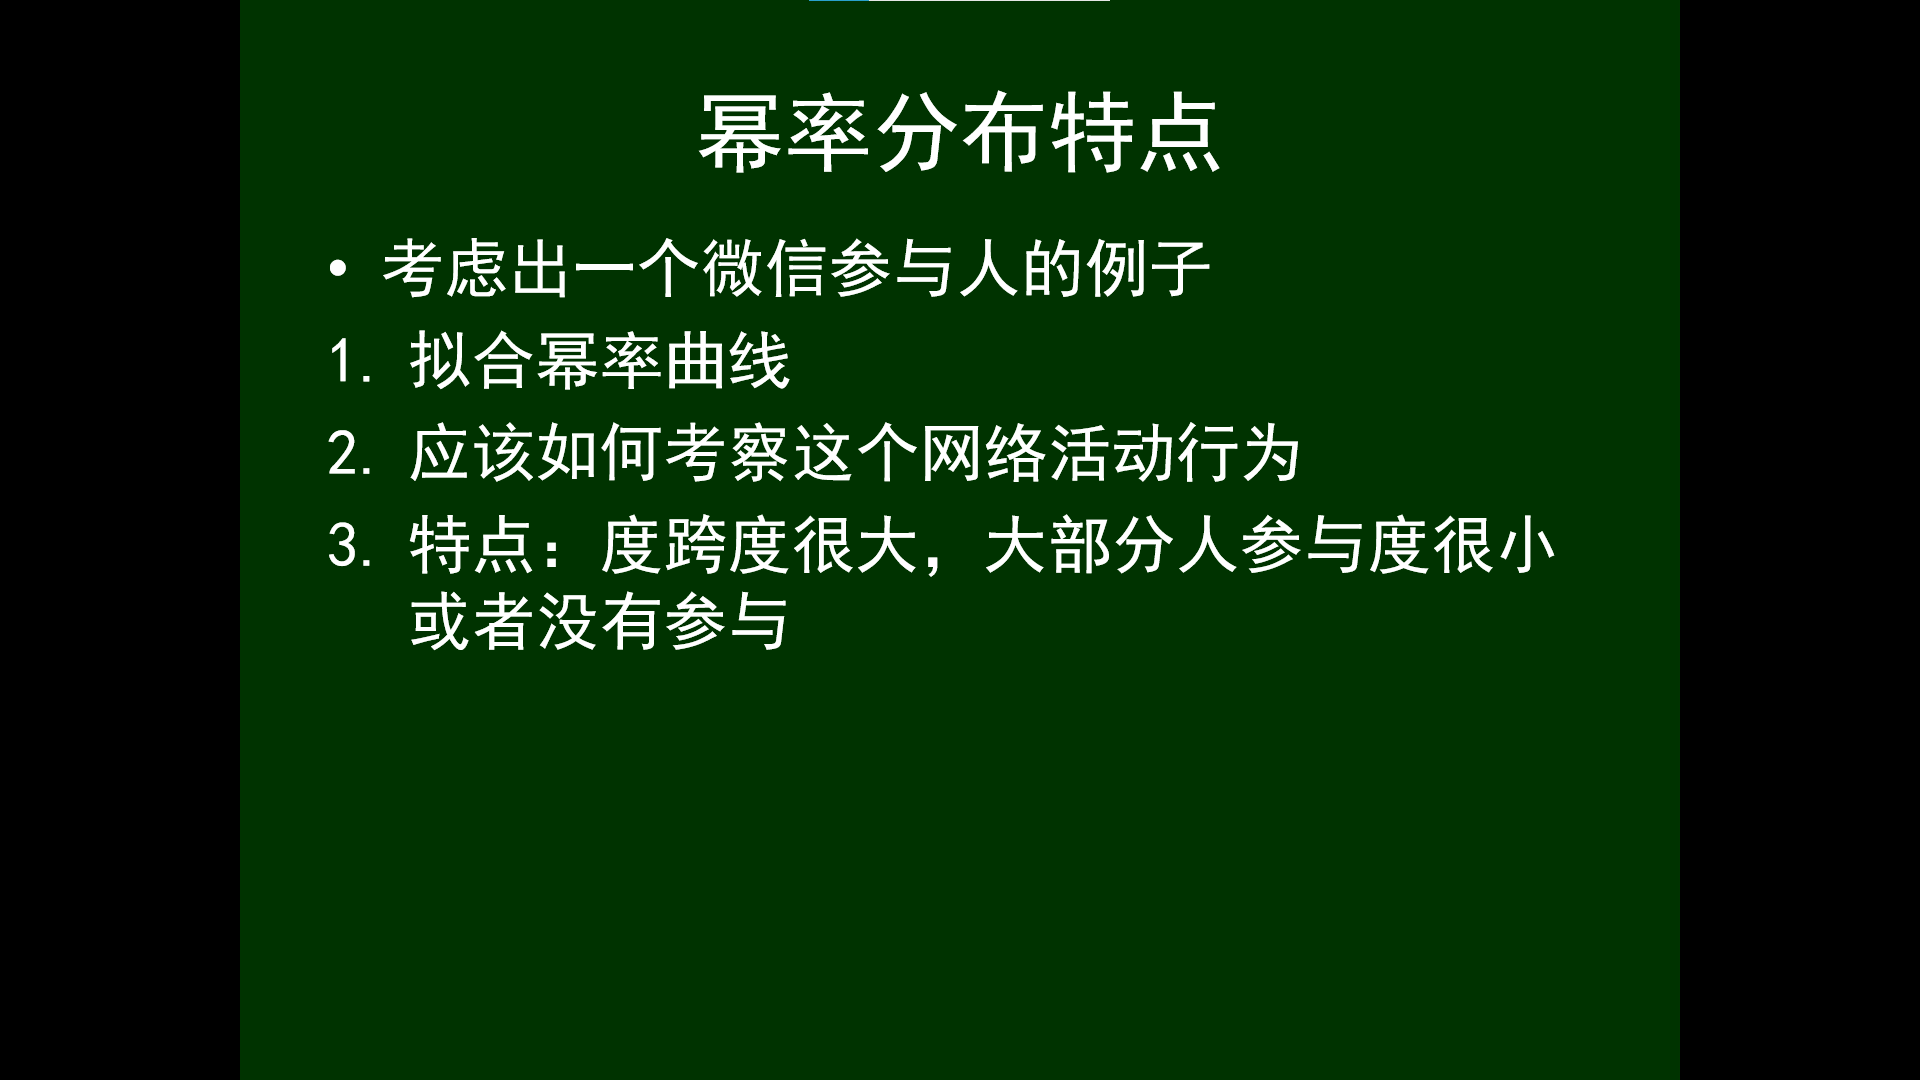 幂率分布特点
• 考虑出一个微信参与人的例子
1. 拟合幂率曲线
2. 应该如何考察这个网络活动行为
3. 特点：度跨度很大，大部分人参与度很小
或者没有参与